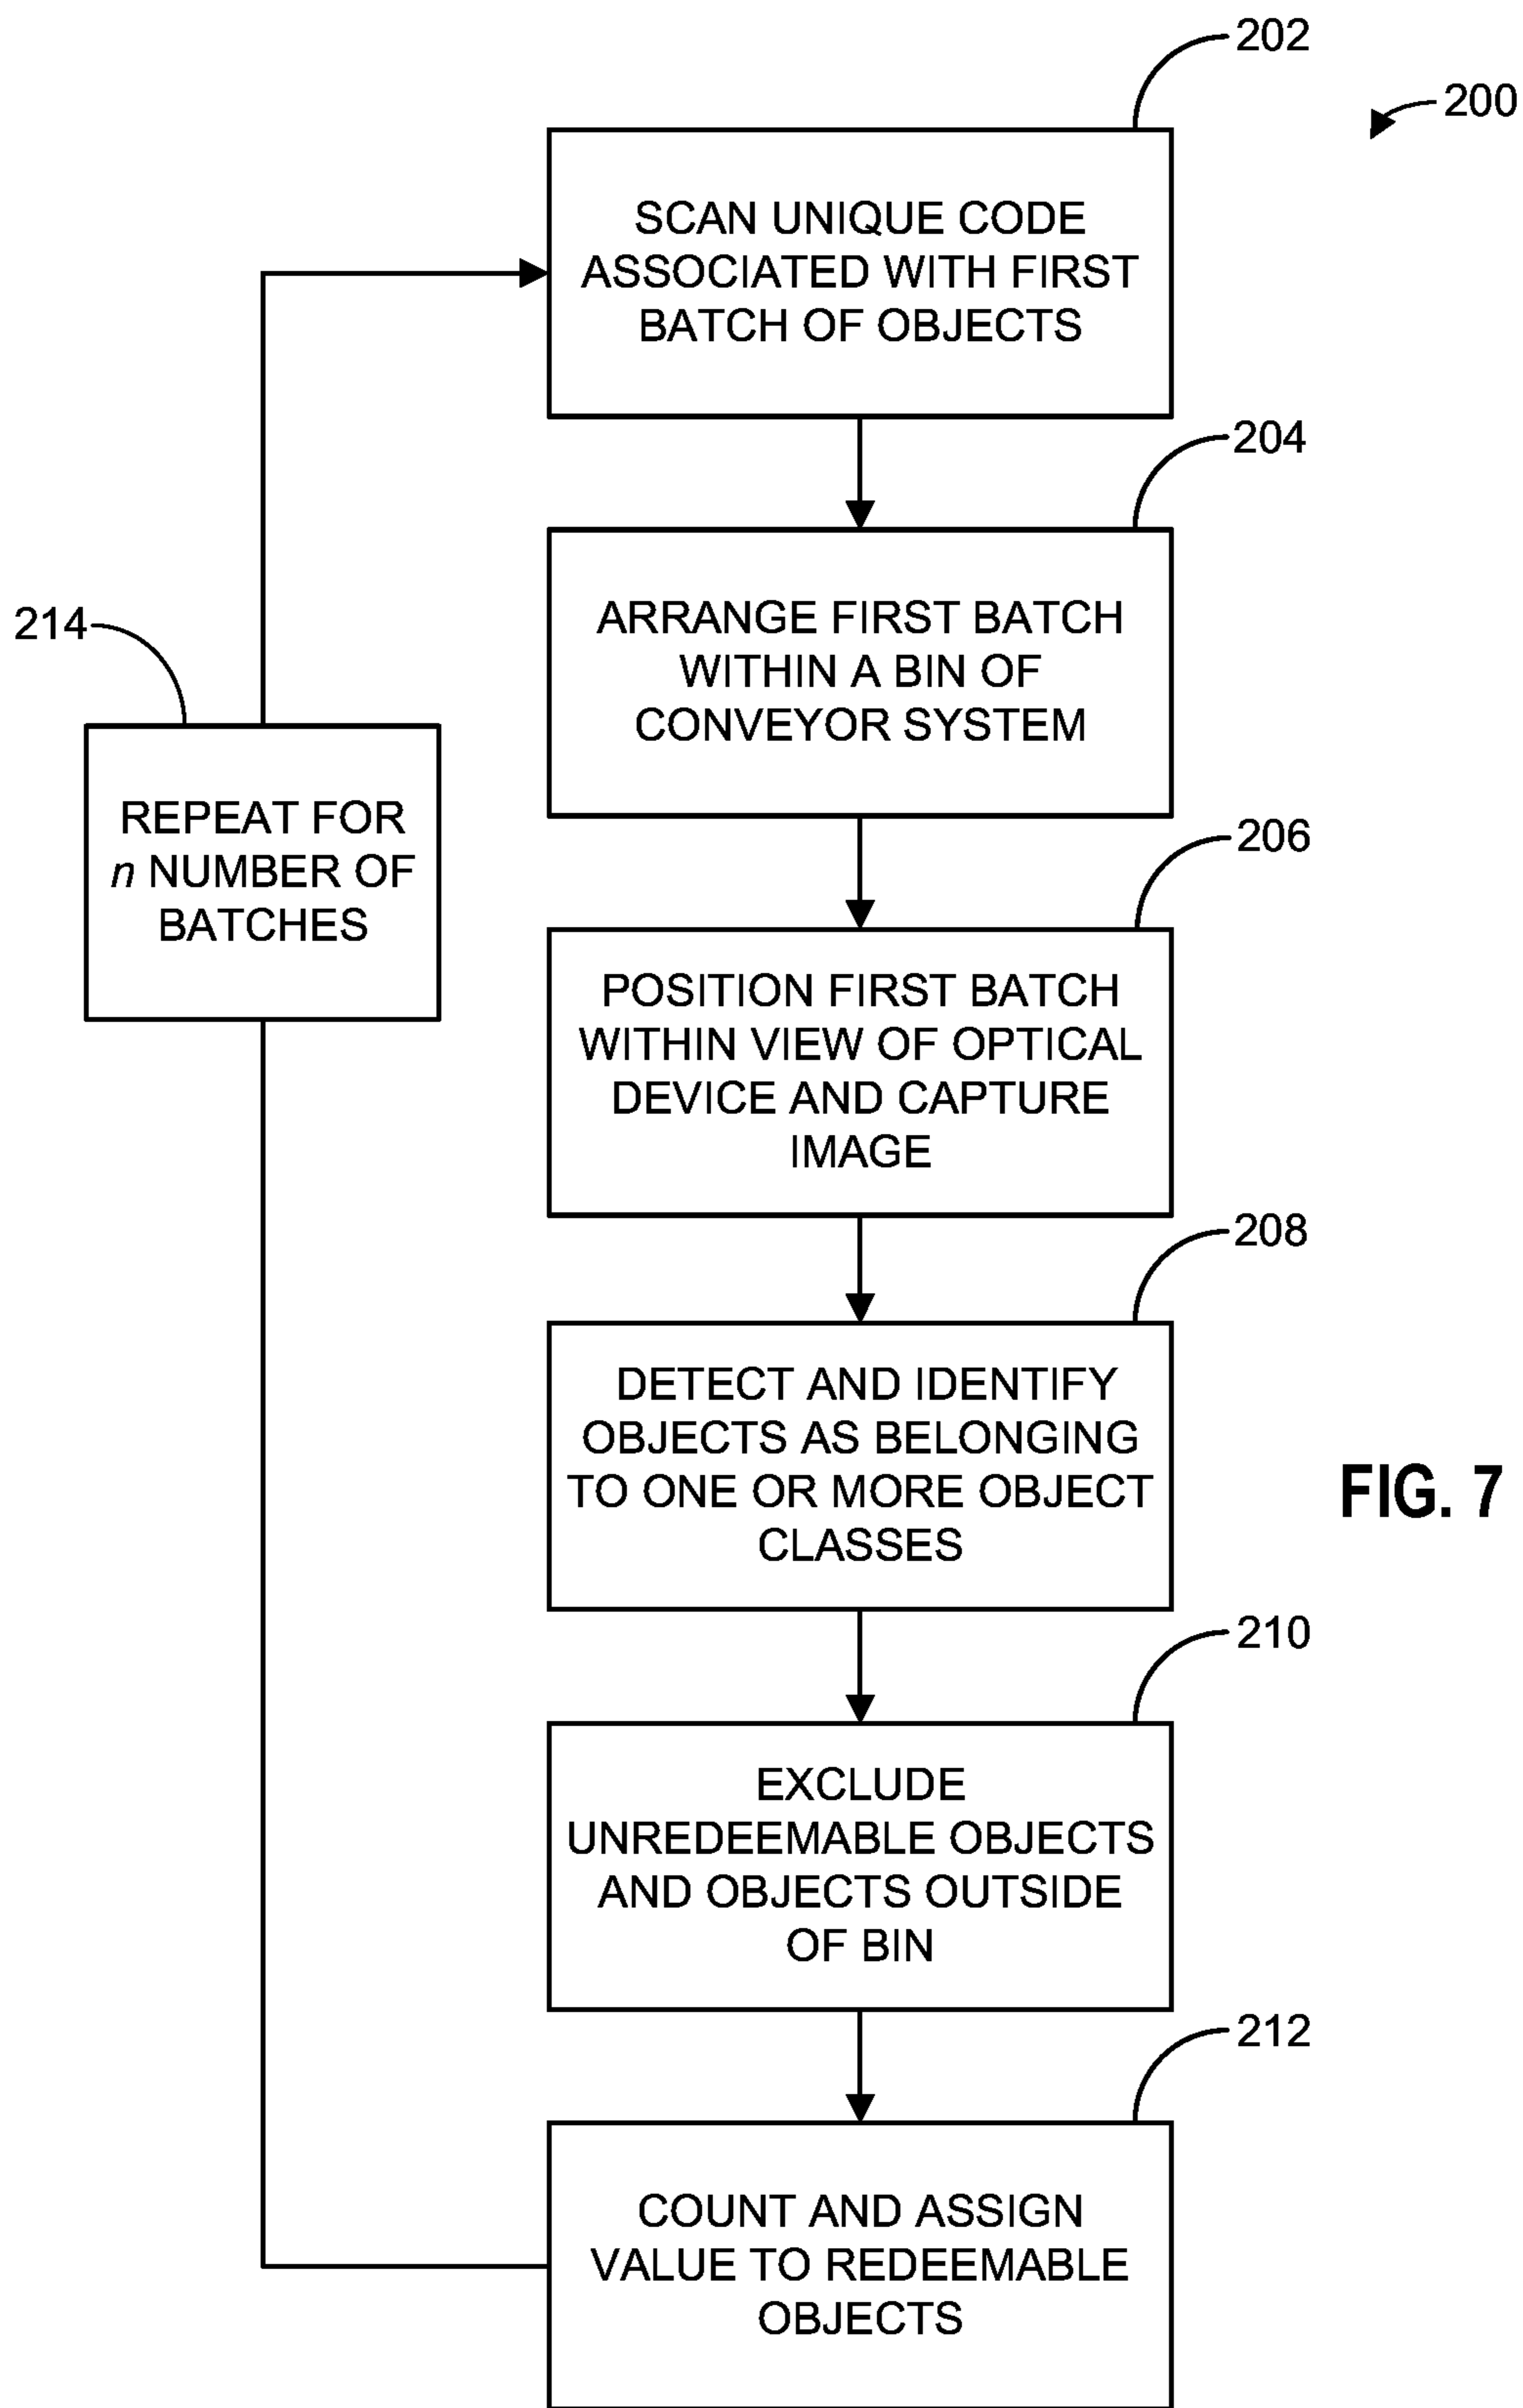 202
200
SCAN UNIQUE CODE
ASSOCIATED WITH FIRST
BATCH OF OBJECTS
204
ARRANGE FIRST BATCH
WITHIN A BIN OF
CONVEYOR SYSTEM
214
REPEAT FOR
n NUMBER OF
BATCHES
206
POSITION FIRST BATCH
WITHIN VIEW OF OPTICAL
DEVICE AND CAPTURE
IMAGE
208
DETECT AND IDENTIFY
OBJECTS AS BELONGING
TO ONE OR MORE OBJECT
CLASSES
FIG. 7
210
EXCLUDE
UNREDEEMABLE OBJECTS
AND OBJECTS OUTSIDE
OF BIN
212
COUNT AND ASSIGN
VALUE TO REDEEMABLE
OBJECTS